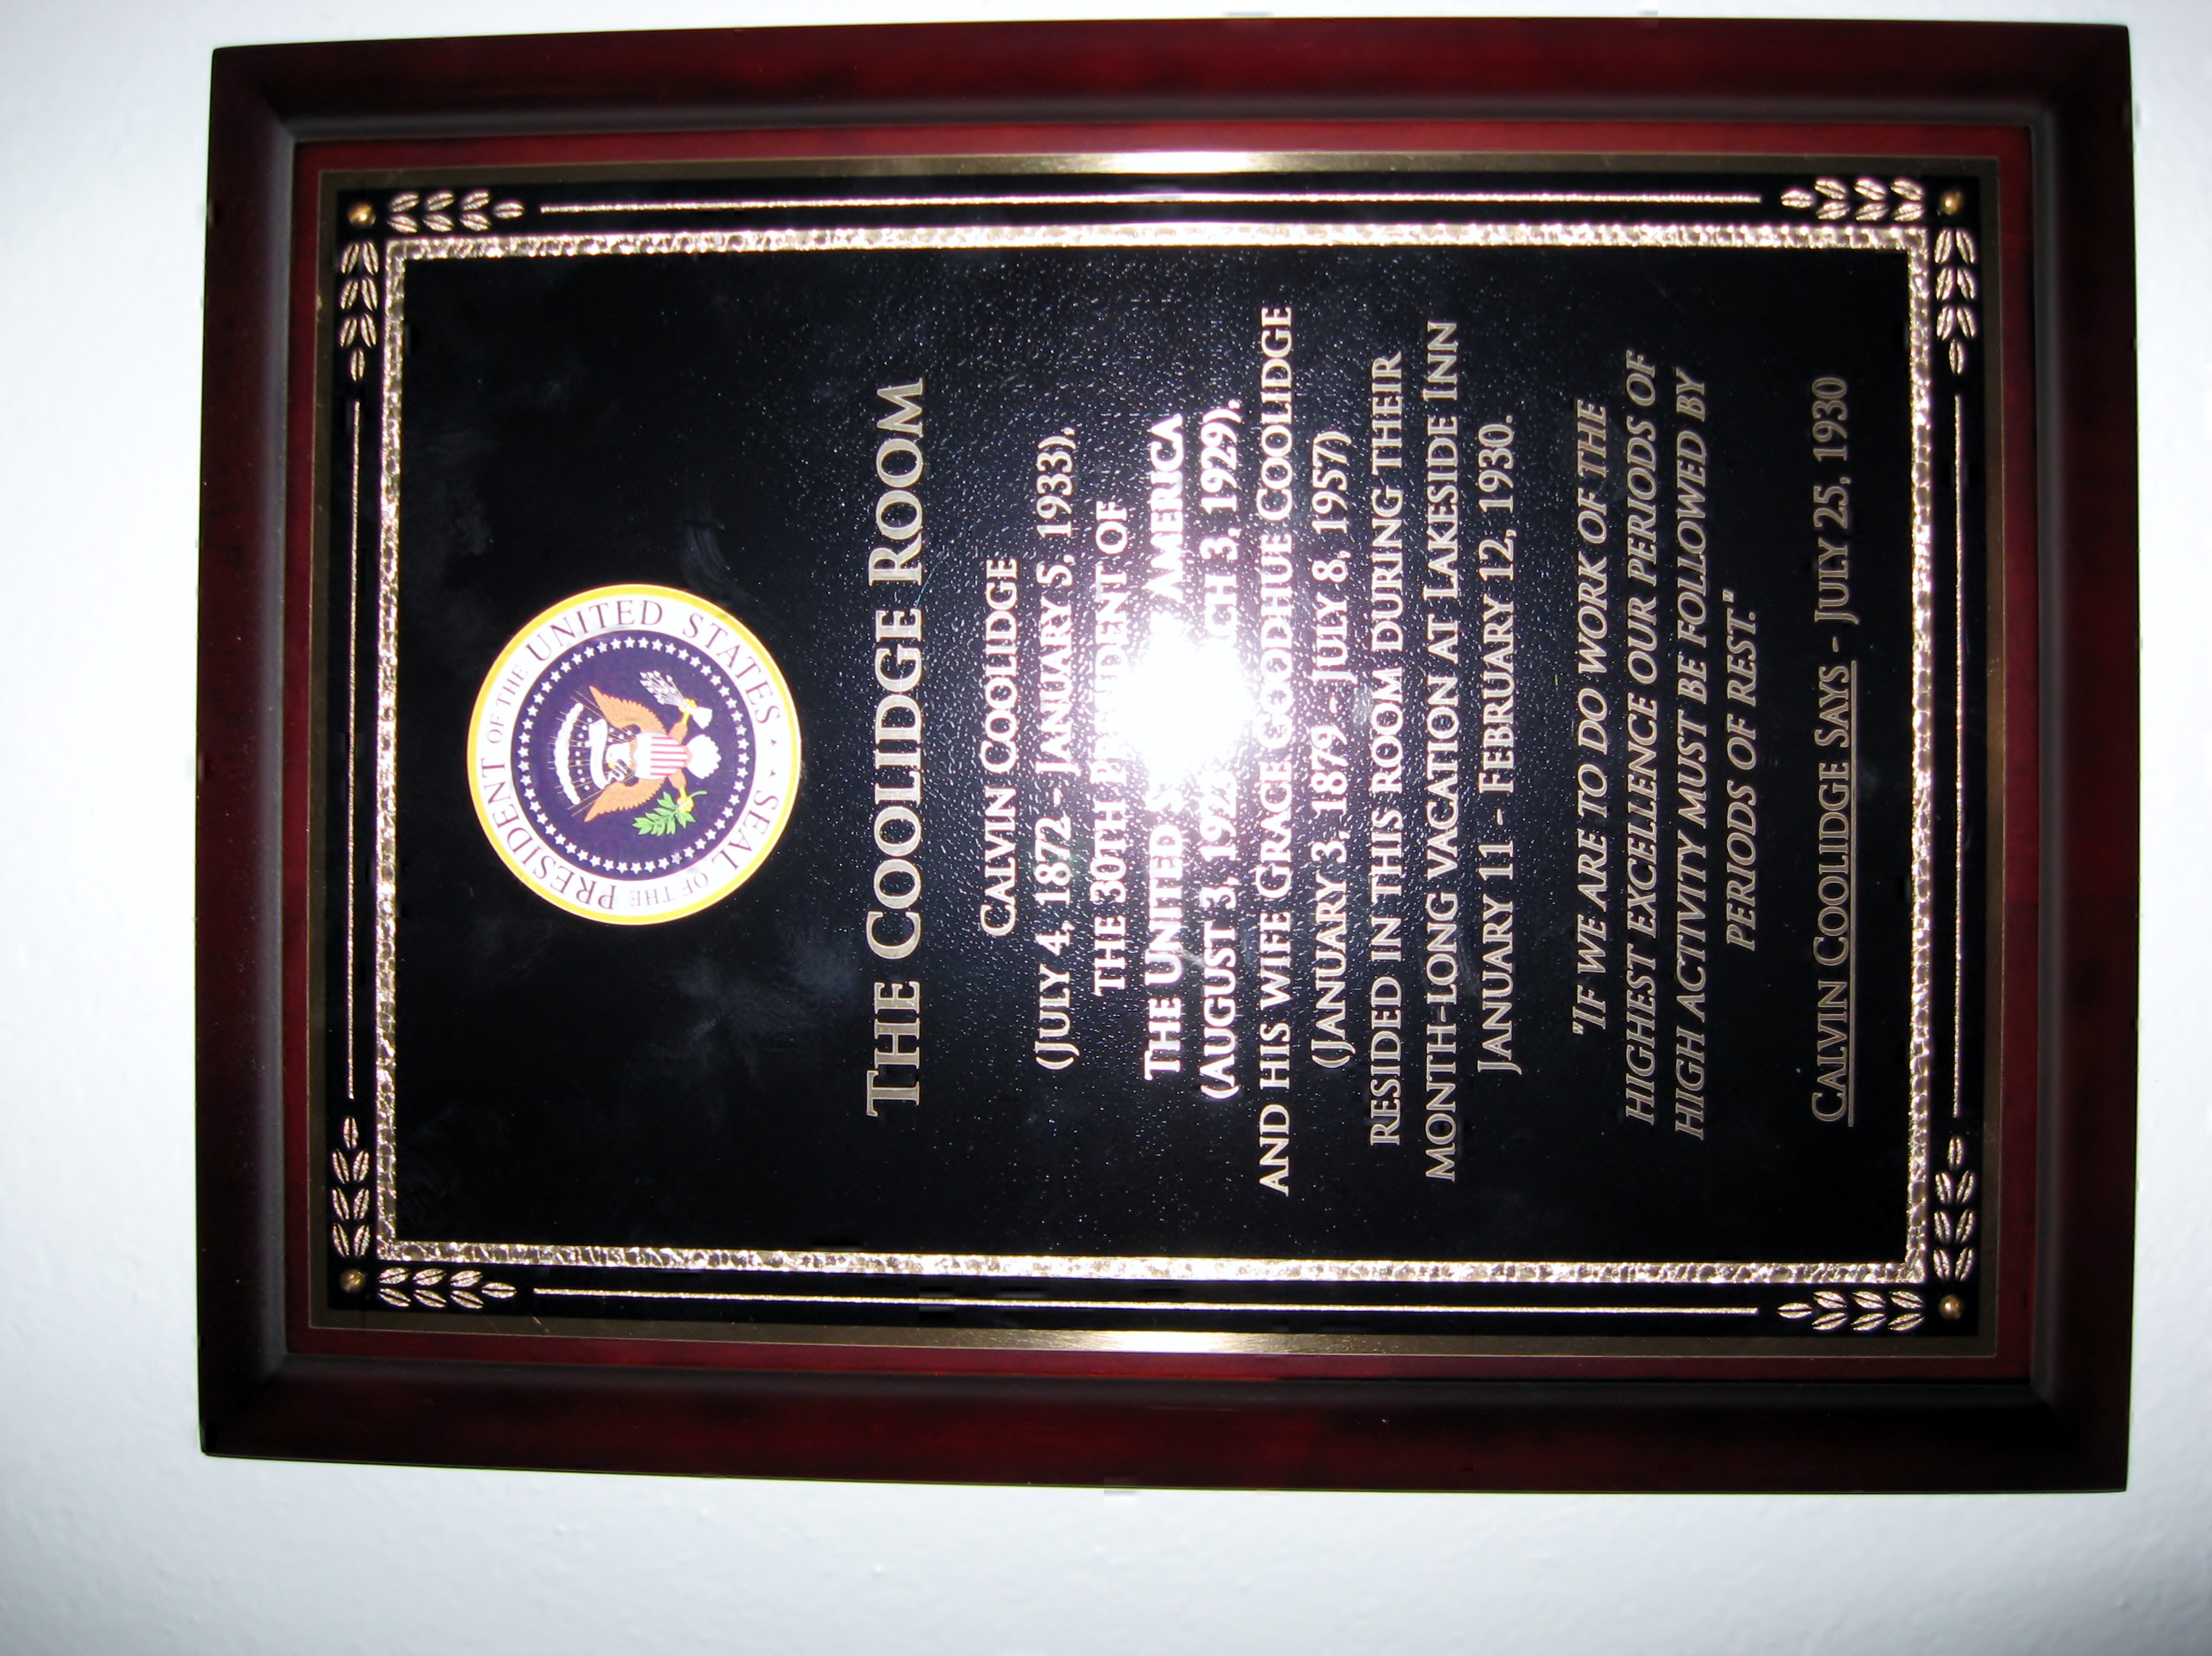 SEAL OF THE PRESIDENT OF THE UNITED STATES
THE COOLIDGE ROOM
CALVIN COOLIDGE
(JULY 4, 1872 - JANUARY 5, 1933),
THE 30TH PRESIDENT OF
THE UNITED AMERICA
(AUGUST 3, 3, 1929),
AND HIS WIFE GRACE GOODHUE COOLIDGE
(JANUARY 3, 1879 - JULY 8, 1957)
RESIDED IN THIS ROOM DURING THEIR
MONTH-LONG VACATION AT LAKESIDE INN
JANUARY 11 - FEBRUARY 12, 1930.
"IF WE ARE TO DO WORK OF THE
HIGHEST EXCELLENCE OUR PERIODS OF
HIGH ACTIVITY MUST BE FOLLOWED BY
PERIODS OF REST."
CALVIN COOLIDGE SAYS - JULY 25, 1930